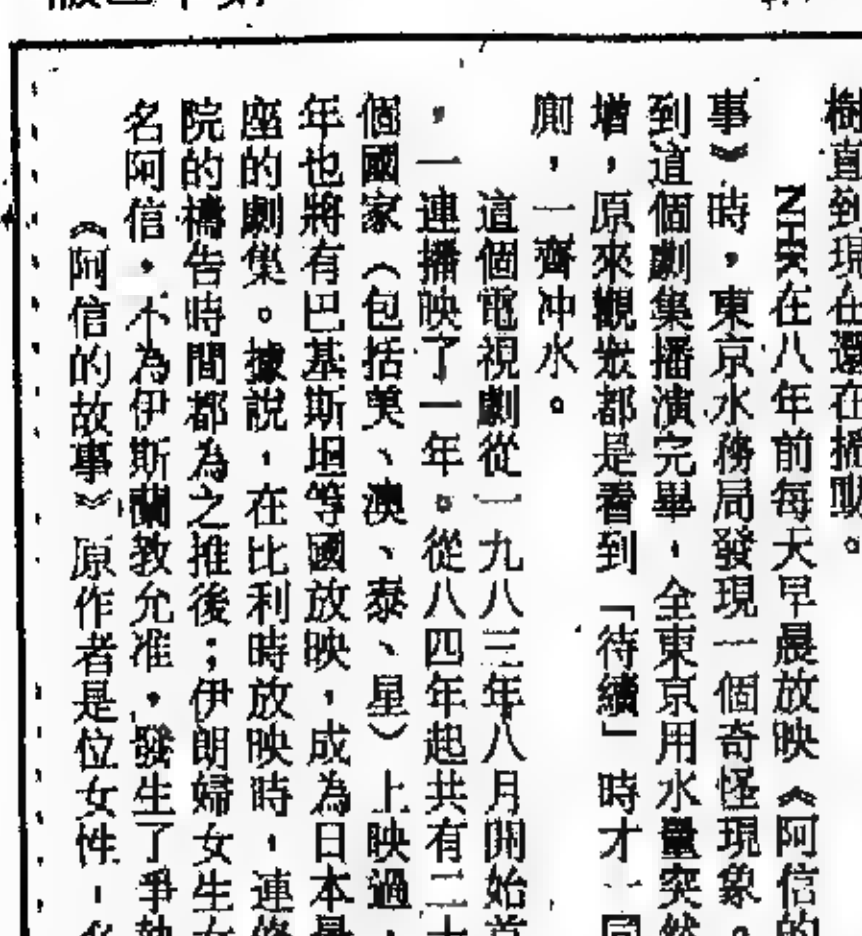 樹直到現在還在播映。
NHK在八年前每天早晨放映《阿信的
事》時，東京水務局發現一個奇怪現象。
到道個劇集播演完畢，全東京用水量突然
增，原來觀衆都是看到「待續」時才一同
廁，一齊冲水。
這個電視劇從一九八三年八月開始首
，一連播映了一年。從八四年起共有二十
個國家（包括美、澳、泰、星）上映過，
年也將有巴基斯坦等國放映，成為日本最
座的劇集。據說，在比利時放映時，連修
院的禱告時間都為之推後；伊朗婦女生女
名阿信，不為伊斯蘭教允准，發生了爭執
《阿信的故事》原作者是位女性，名